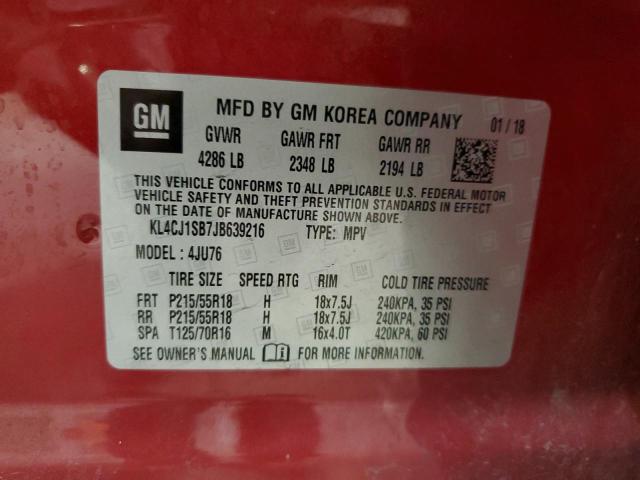 GM MFD BY GM KOREA COMPANY 01 / 18
GVWR GAWR FRT GAWR RR
4286 LB 2348 LB 2194 LB
THIS VEHICLE CONFORMS TO ALL APPLICABLE U.S. FEDERAL MOTOR
VEHICLE SAFETY AND THEFT PREVENTION STANDARDS IN EFFECT ON
THE DATE OF MANUFACTURE SHOWN ABOVE.
KL4CJ1SB7JB639216 TYPE: MPV
MODEL : 4JU76
TIRE SIZE SPEED RTG RIM COLD TIRE PRESSURE
FRT P215/55R18 H 18x7.5J 240KPA, 35 PSI
RR P215/55R18 H 18x7.5J 240KPA, 35 PSI
SPA T125/70R16 M 16x4.0T 420KPA, 60 PSI
SEE OWNER'S MANUAL i FOR MORE INFORMATION.